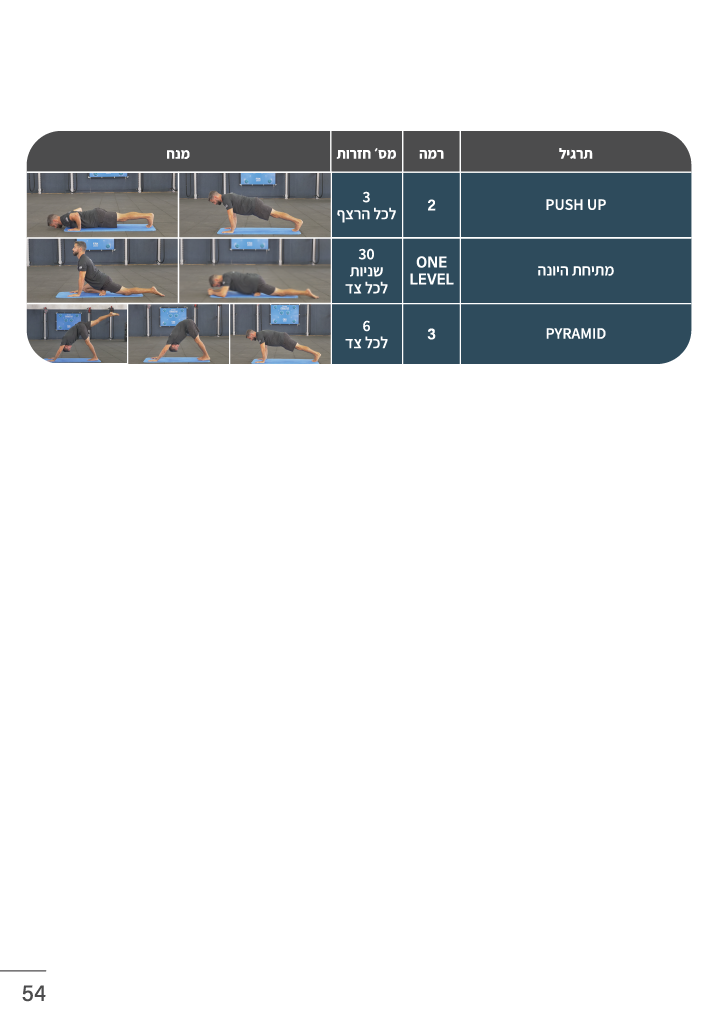 תרגיל
רמה
מס׳ חזרות
מנח
PUSH UP
2
3
לכל הרצף
מתיחת היונה
ONE
LEVEL
30
שניות
לכל צד
PYRAMID
3
6
לכל צד
54